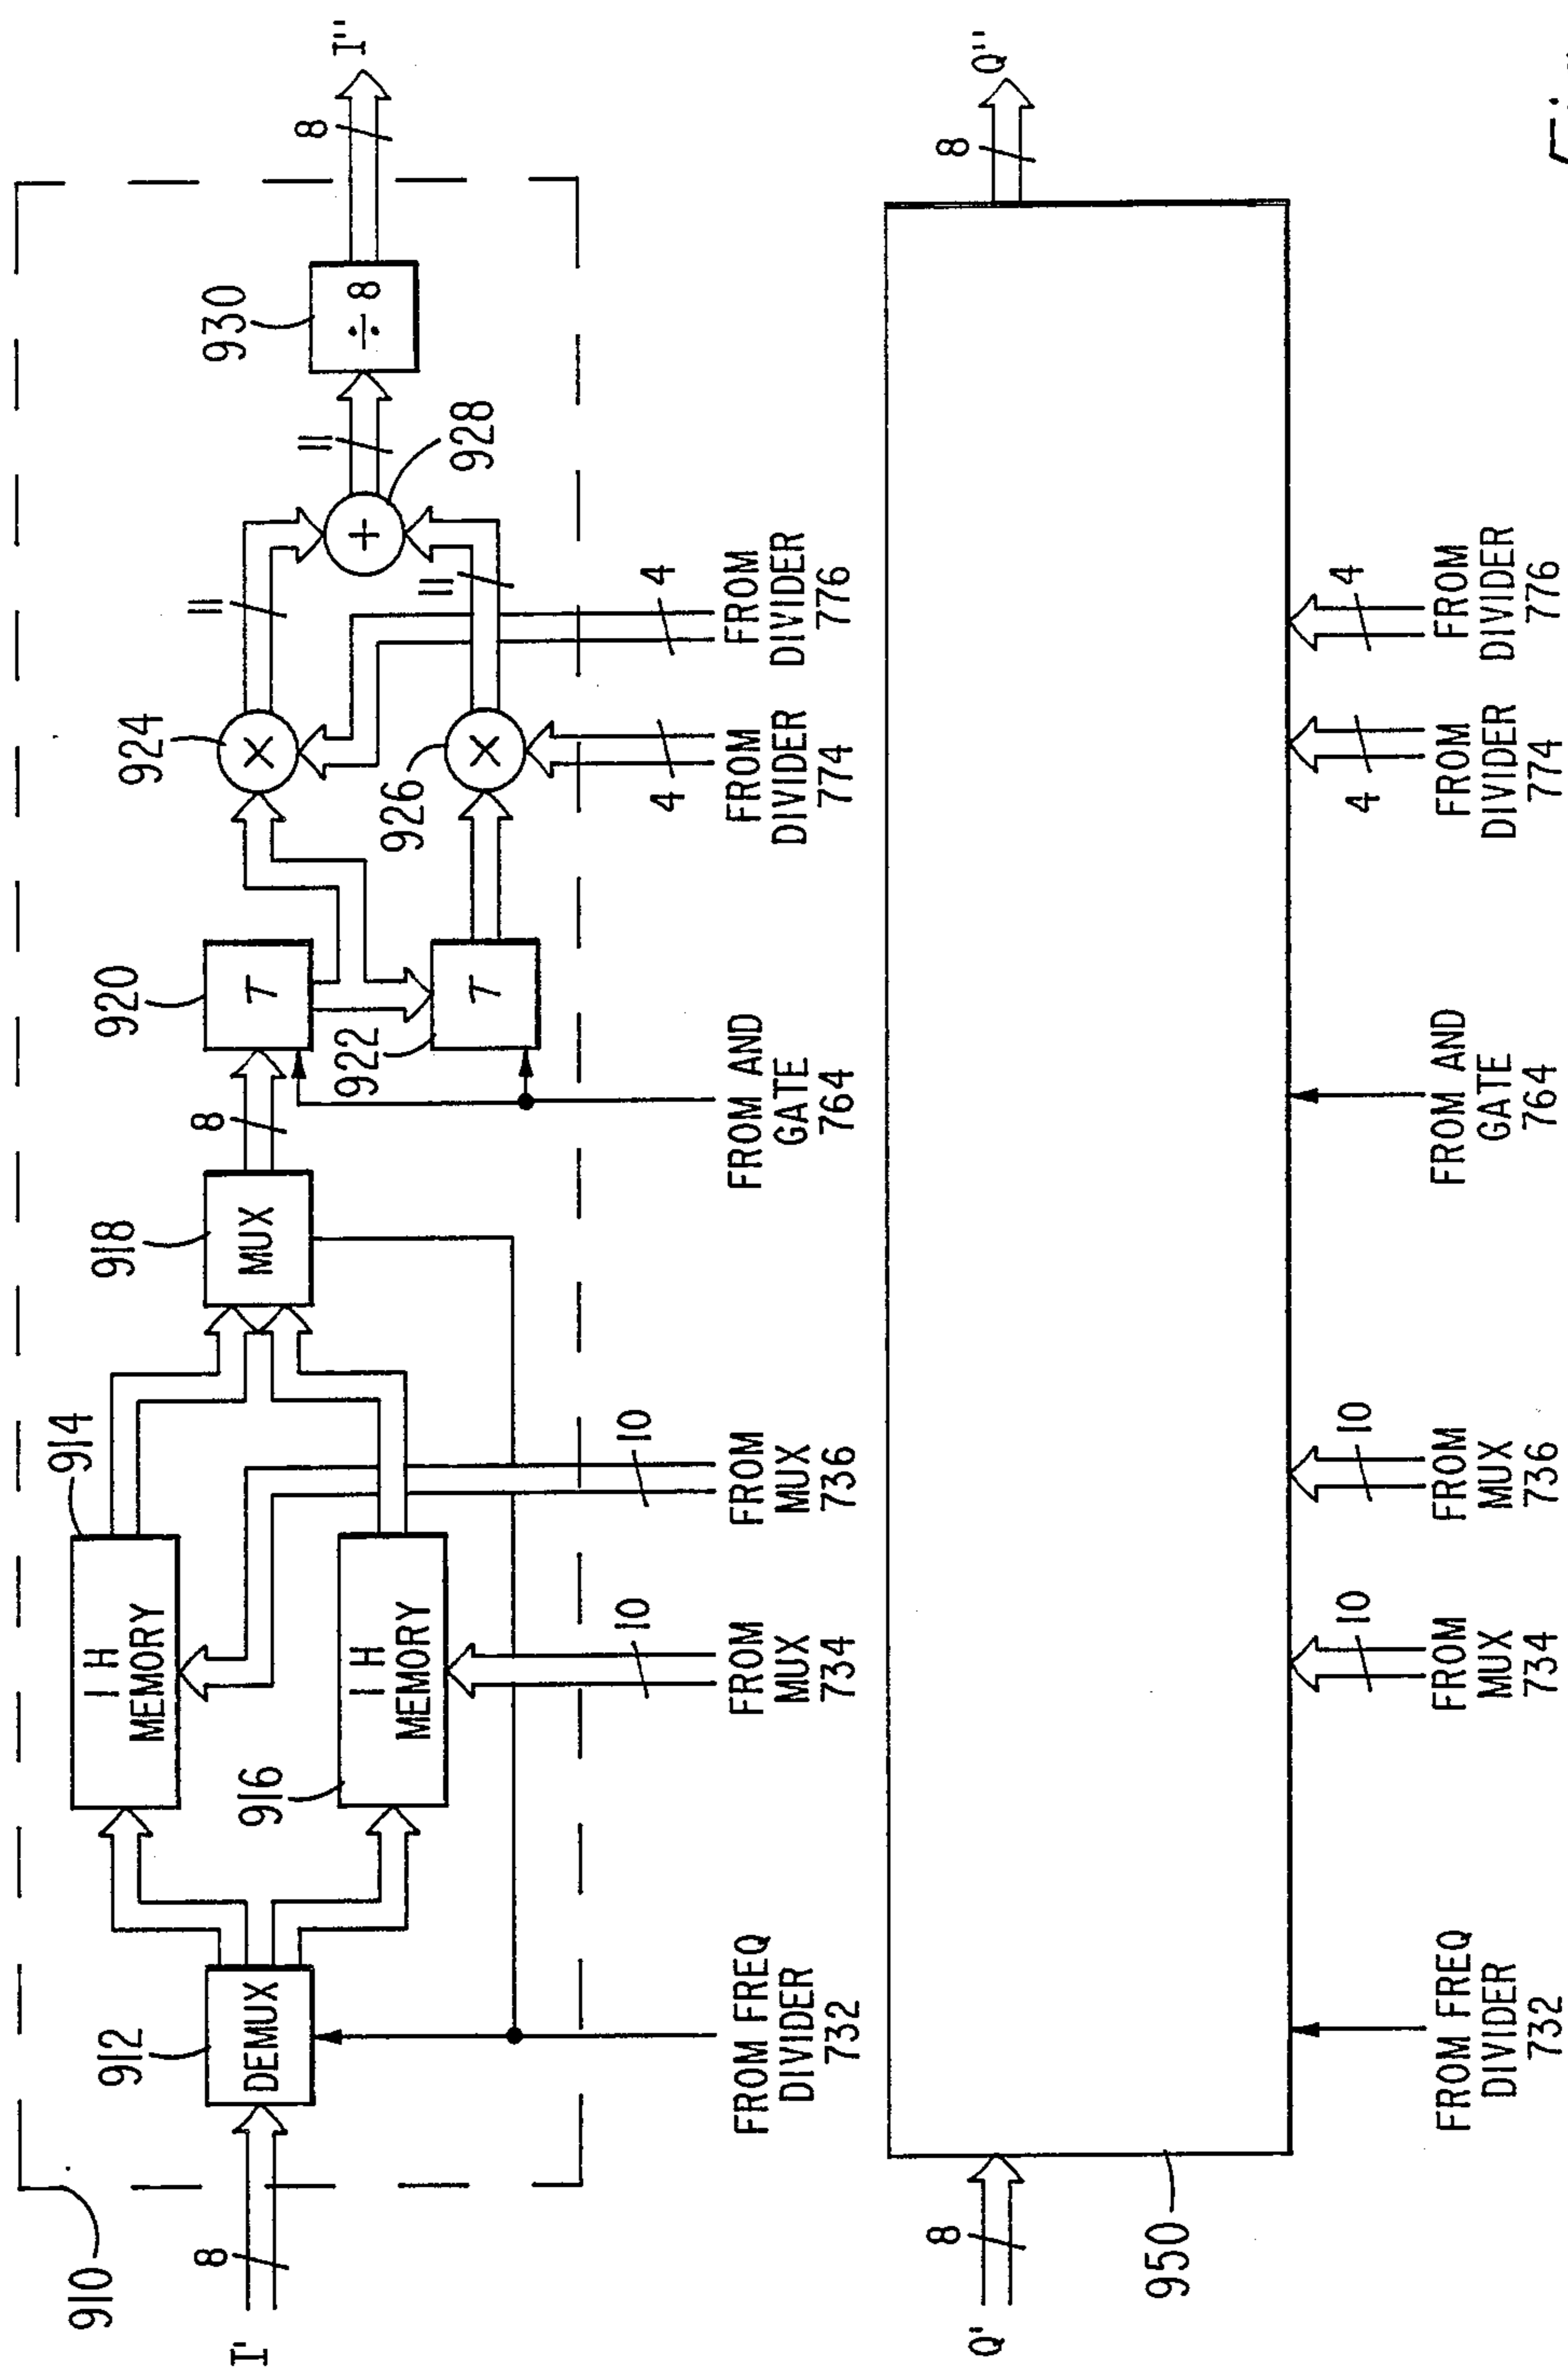 910
I'
8
912
DEMUX
914
I H
MEMORY
916
I H
MEMORY
918
MUX
8
920
T
922
T
924
X
926
X
11
11
+
928
11
930
÷ 8
8
I''
FROM FREQ
DIVIDER
732
10
FROM
MUX
734
10
FROM
MUX
736
FROM AND
GATE
764
4
FROM
DIVIDER
774
4
FROM
DIVIDER
776
Q'
8
950
8
Q''
FROM FREQ
DIVIDER
732
10
FROM
MUX
734
10
FROM
MUX
736
FROM AND
GATE
764
4
FROM
DIVIDER
774
4
FROM
DIVIDER
776